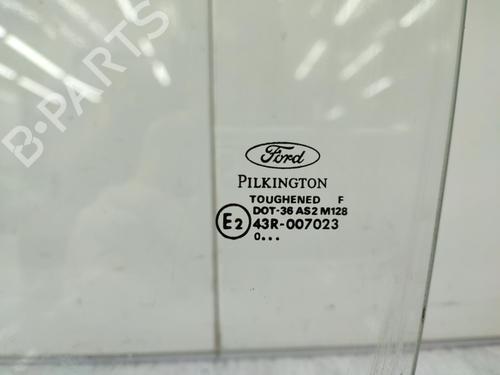 B-PARTS
Ford
PILKINGTON
TOUGHENED F
DOT-36 AS2 M128
E2 43R-007023
0...